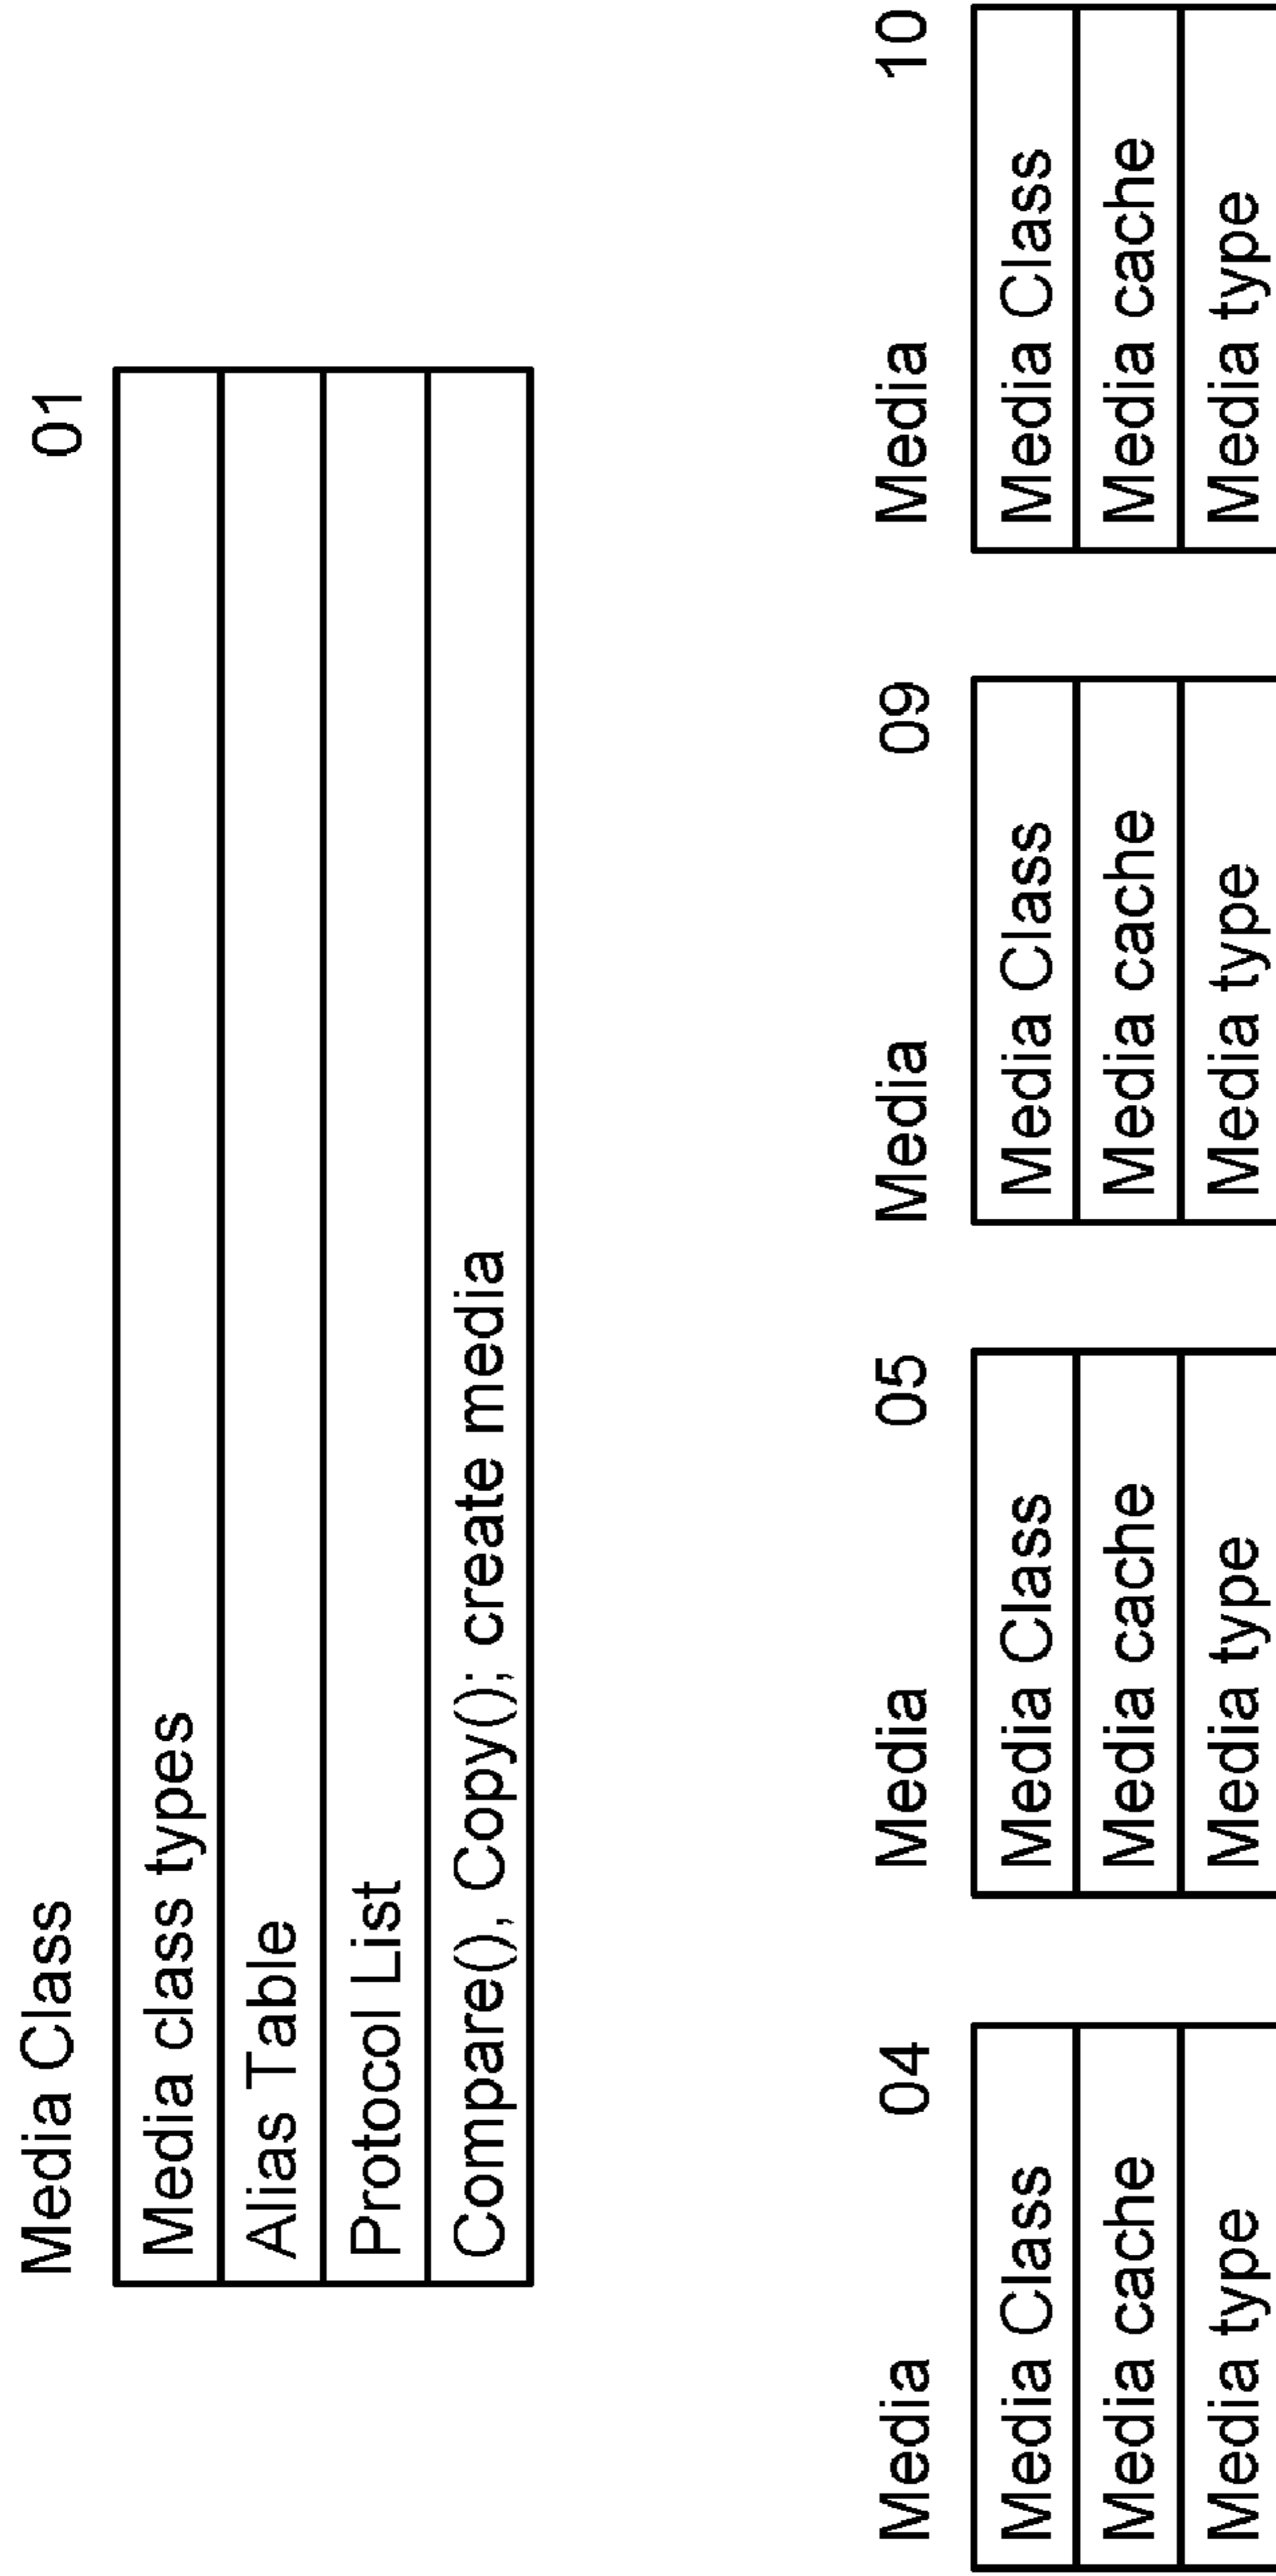 Media Class 01
Media class types
Alias Table
Protocol List
Compare(), Copy(); create media
Media 04
Media Class
Media cache
Media type
Media 05
Media Class
Media cache
Media type
Media 09
Media Class
Media cache
Media type
Media 10
Media Class
Media cache
Media type